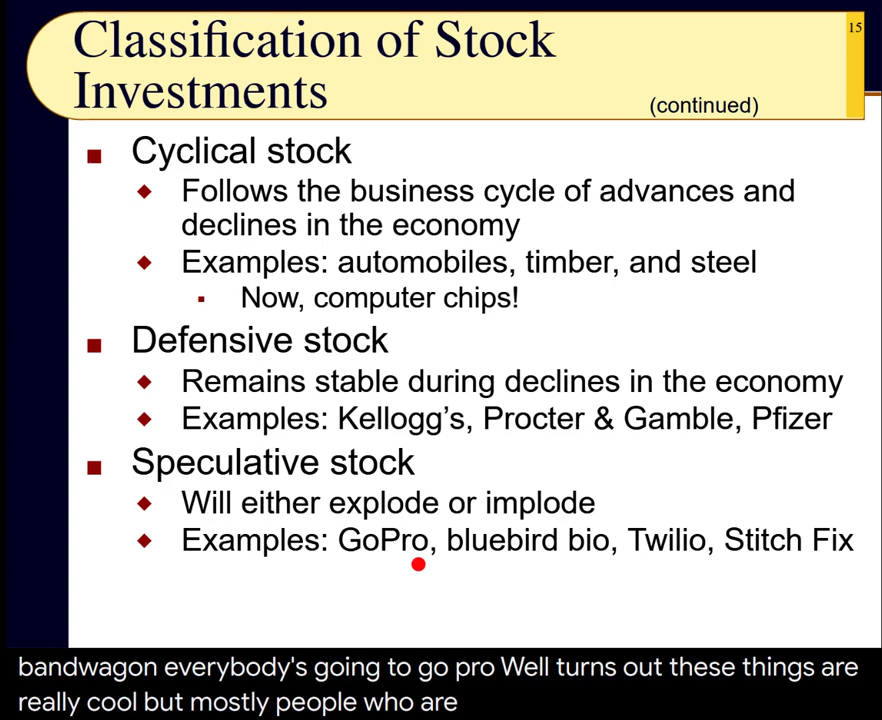 15
Classification of Stock
Investments
(continued)
Cyclical stock
Follows the business cycle of advances and
declines in the economy
Examples: automobiles, timber, and steel
Now, computer chips!
Defensive stock
Remains stable during declines in the economy
Examples: Kellogg’s, Procter & Gamble, Pfizer
Speculative stock
Will either explode or implode
Examples: GoPro, bluebird bio, Twilio, Stitch Fix
bandwagon everybody's going to go pro Well turns out these things are
really cool but mostly people who are